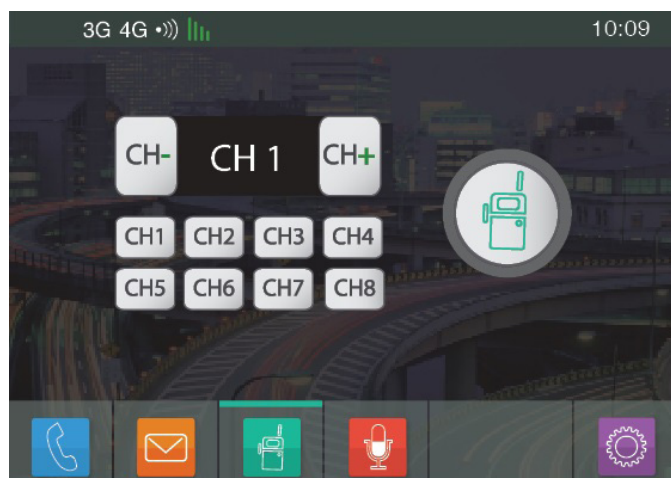 3G 4G •))) 10:09
CH- CH 1 CH+
CH1 CH2 CH3 CH4
CH5 CH6 CH7 CH8